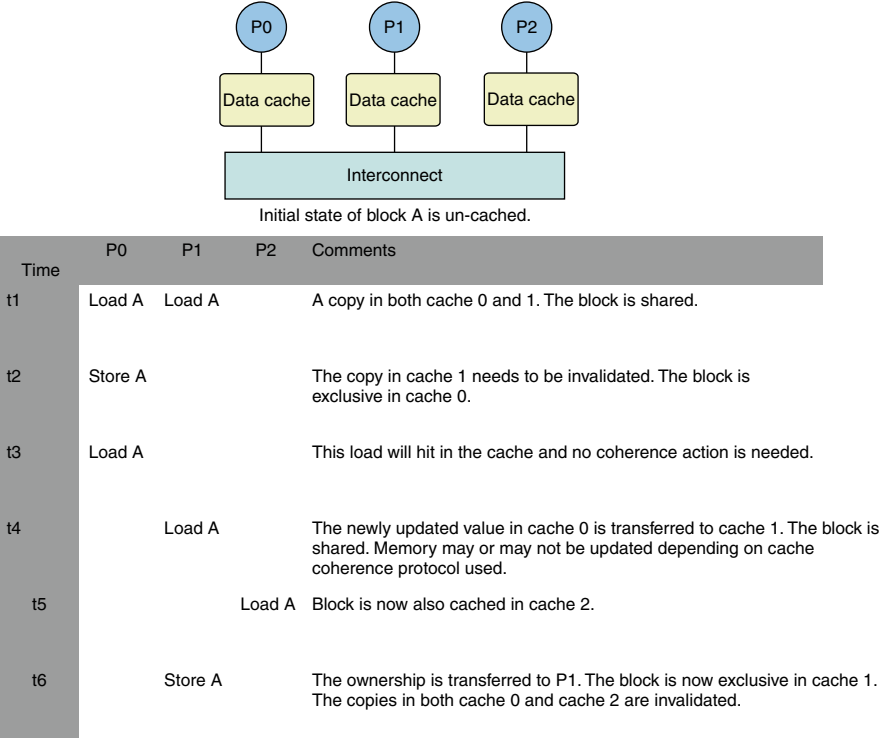 P0 P1 P2
Data cache Data cache Data cache
Interconnect
Initial state of block A is un-cached.
P0 P1 P2 Comments
Time
t1 Load A Load A A copy in both cache 0 and 1. The block is shared.
t2 Store A The copy in cache 1 needs to be invalidated. The block is
exclusive in cache 0.
t3 Load A This load will hit in the cache and no coherence action is needed.
t4 Load A The newly updated value in cache 0 is transferred to cache 1. The block is
shared. Memory may or may not be updated depending on cache
coherence protocol used.
t5 Load A Block is now also cached in cache 2.
t6 Store A The ownership is transferred to P1. The block is now exclusive in cache 1.
The copies in both cache 0 and cache 2 are invalidated.